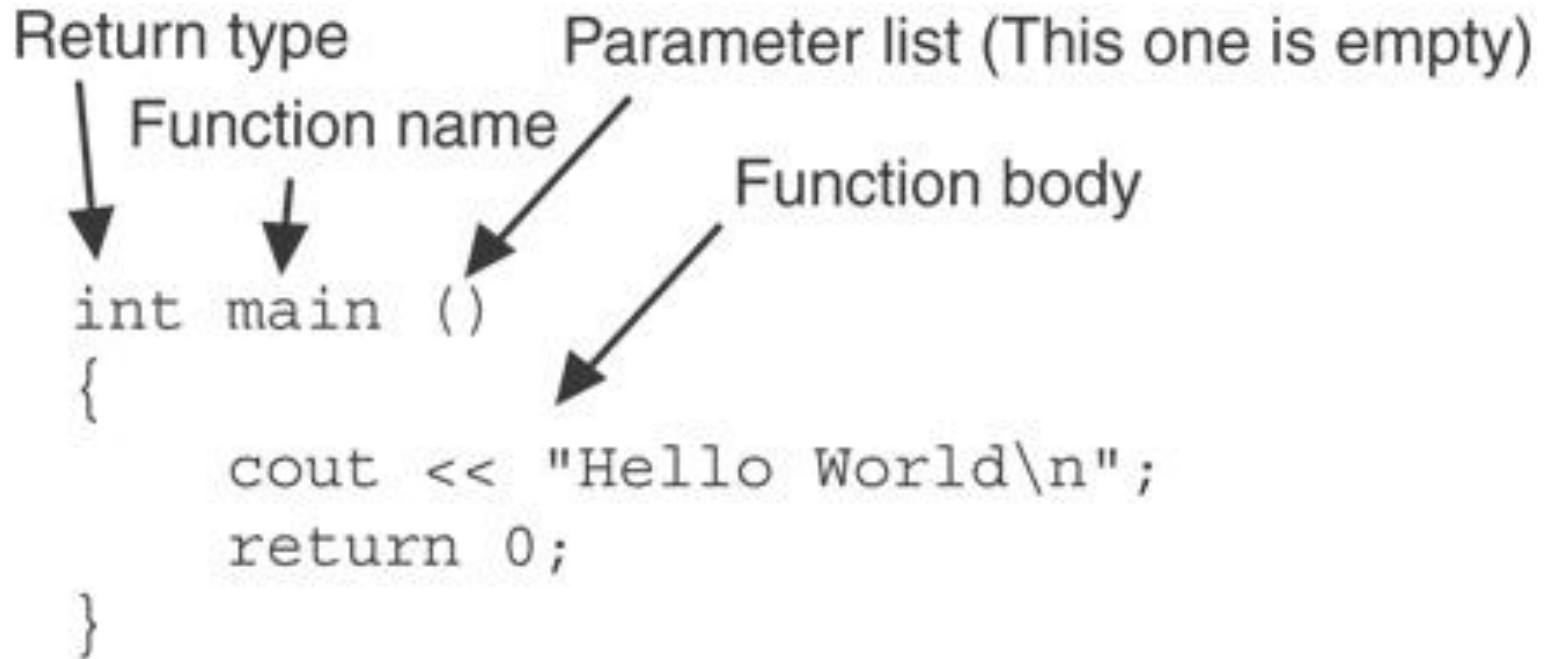 Return type
Parameter list (This one is empty)
Function name
Function body
int main ()
{
cout << "Hello World\n";
return 0;
}